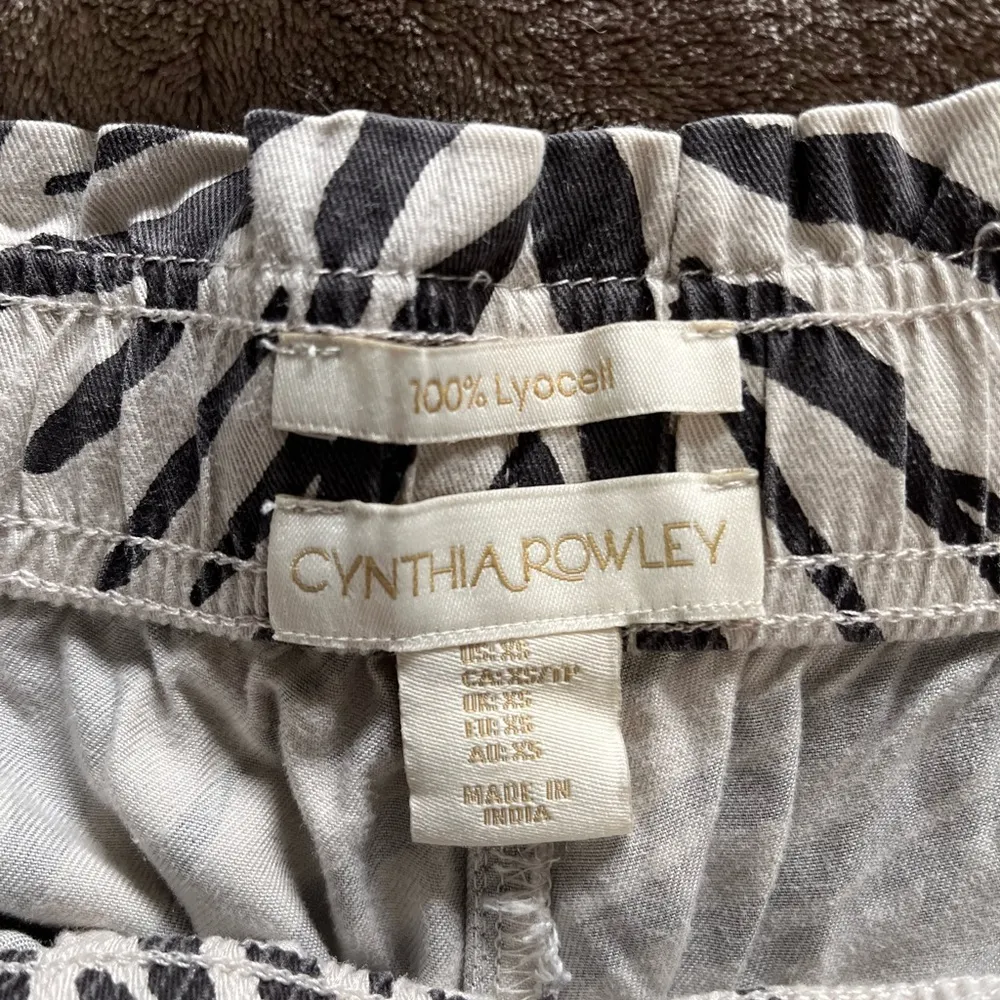 100% Lyocell
CYNTHIA ROWLEY
US: XS
CA: XS/TP
UK: XS
EU: XS
AU: XS
MADE IN
INDIA